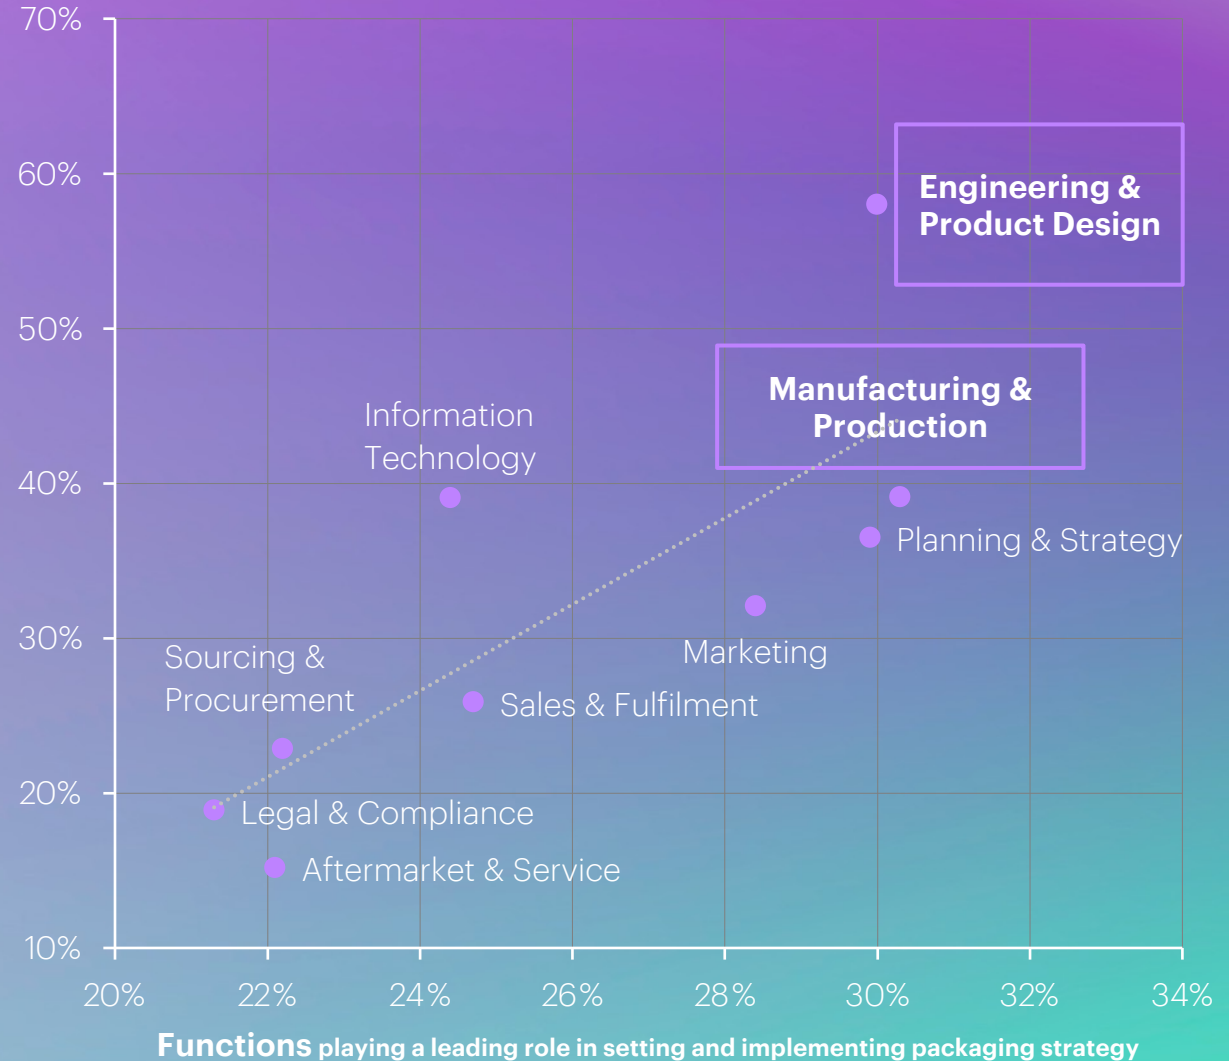 70%
60%
Engineering &
Product Design
50%
Manufacturing &
Production
Information
Technology
40%
Planning & Strategy
30%
Marketing
Sourcing &
Procurement
Sales & Fulfilment
20%
Legal & Compliance
Aftermarket & Service
10%
20% 22% 24% 26% 28% 30% 32% 34%
Functions playing a leading role in setting and implementing packaging strategy